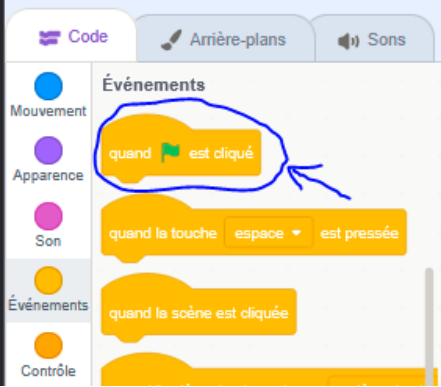 Code
Arrière-plans
Sons
Événements
Mouvement
quand est cliqué
Apparence
quand la touche espace est pressée
Son
Événements
quand la scène est cliquée
Contrôle